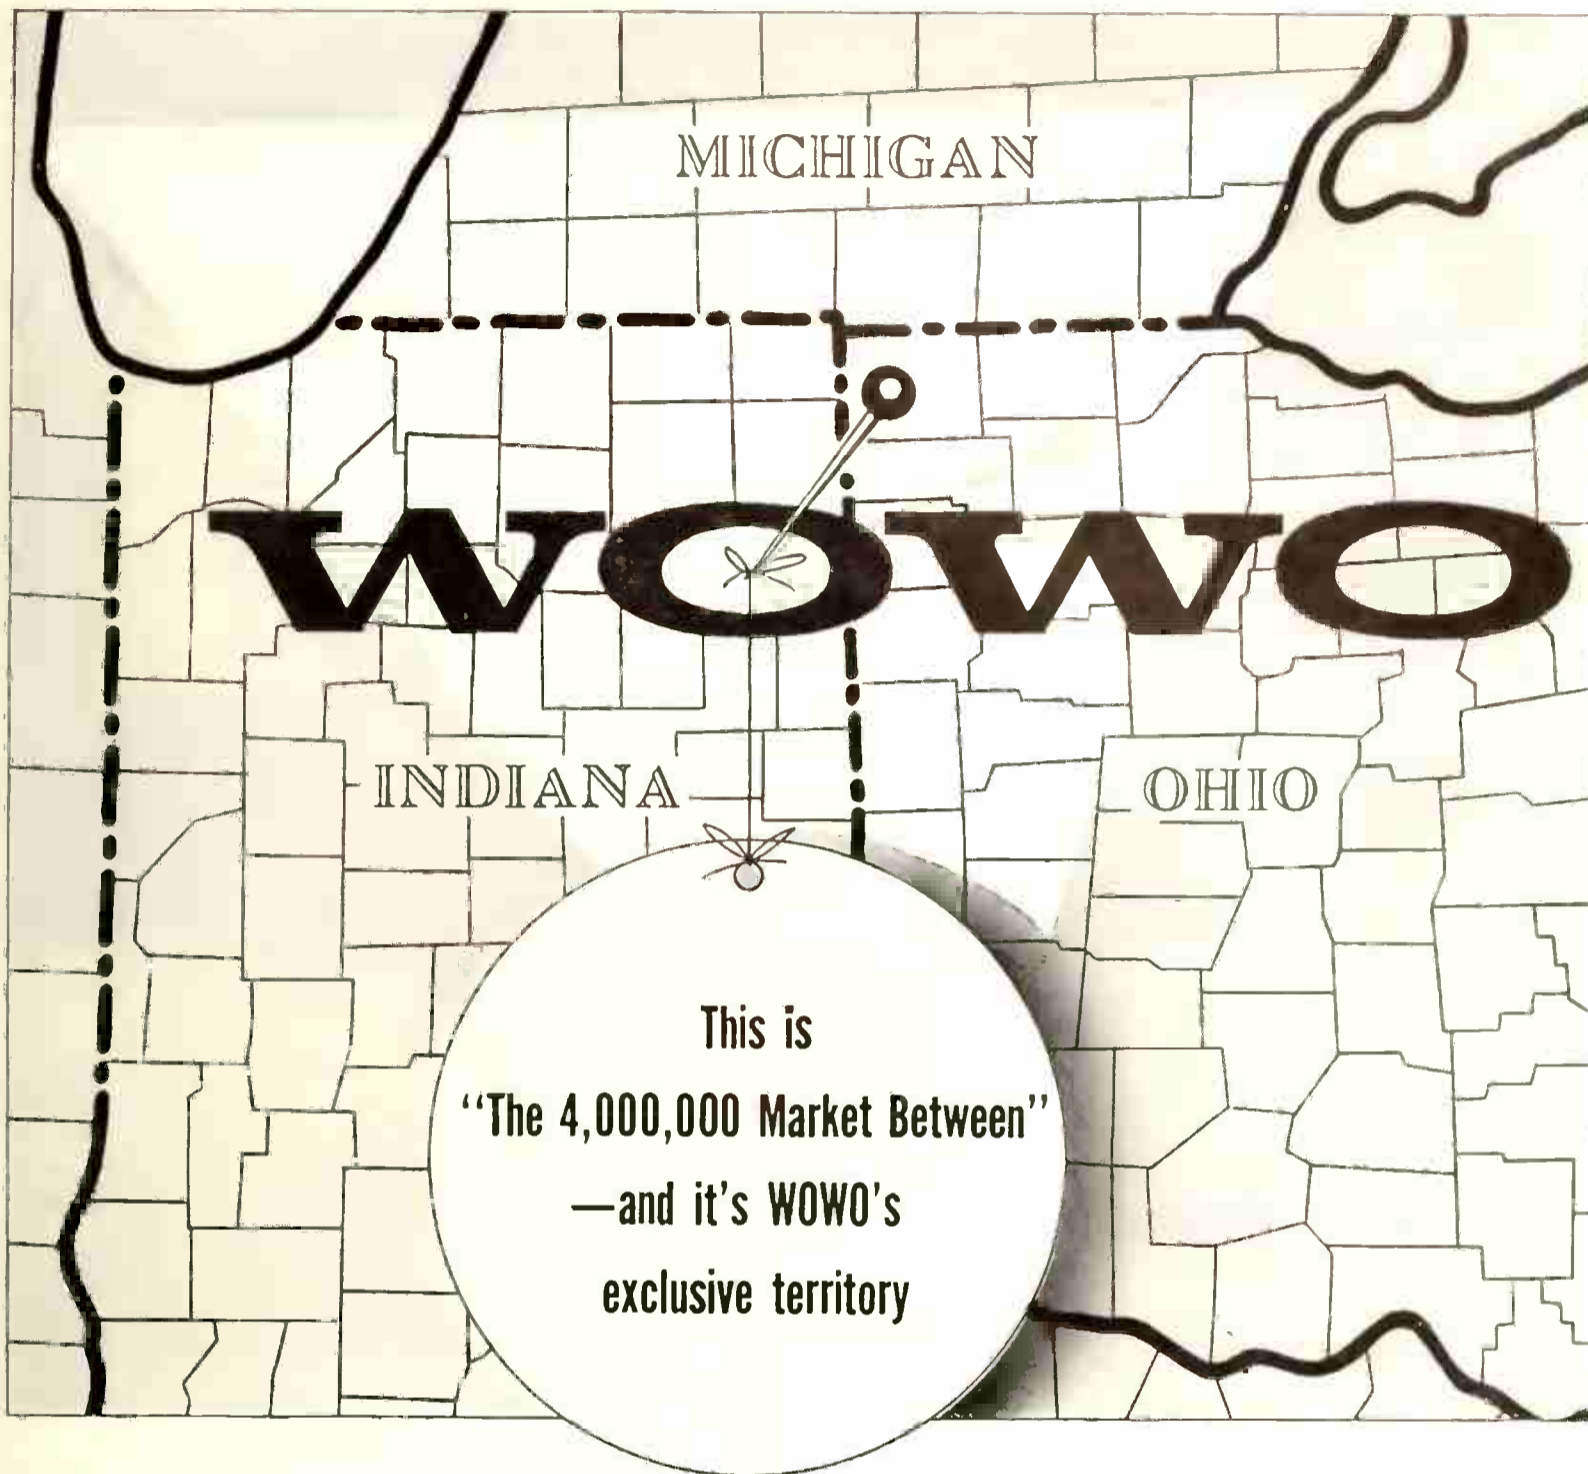 MICHIGAN
WOWO
INDIANA
OHIO
This is
“The 4,000,000 Market Between”
—and it’s WOWO’s
exclusive territory